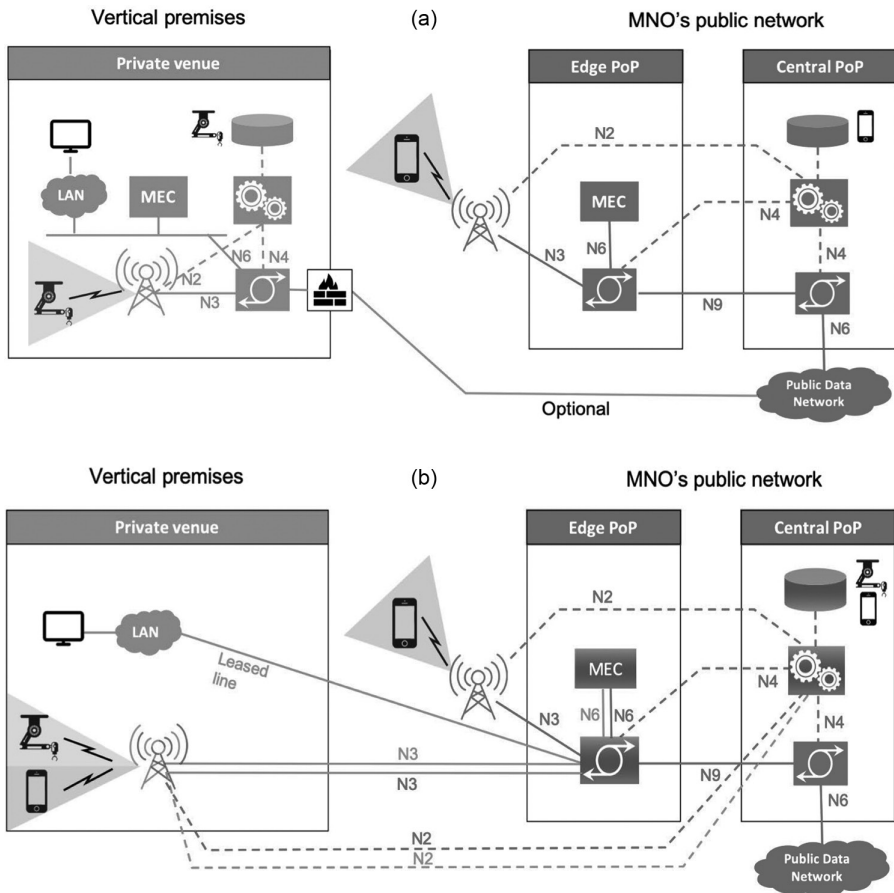 Vertical premises
(a)
MNO's public network
Private venue
Edge PoP
Central PoP
N2
LAN
MEC
MEC
N4
N6
N2
N6
N4
N3
N4
N3
N9
N6
Public Data
Network
Optional
Vertical premises
(b)
MNO's public network
Private venue
Edge PoP
Central PoP
N2
LAN
Leased
line
MEC
N4
N6
N6
N3
N4
N3
N3
N9
N6
N2
N2
Public Data
Network